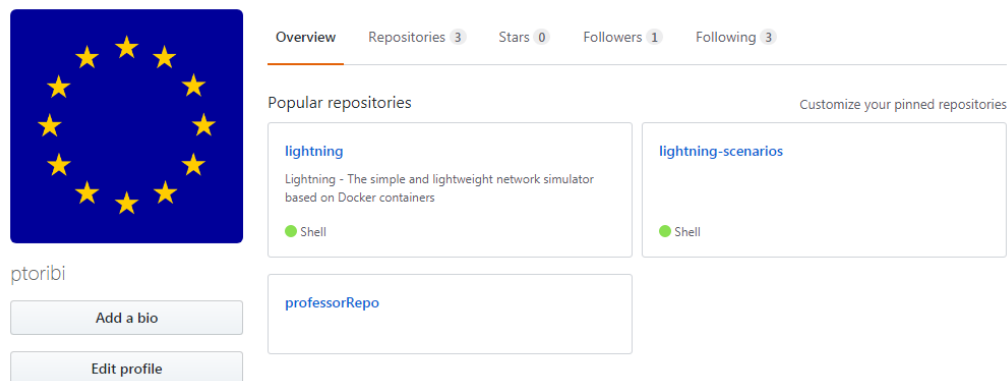 Overview Repositories 3 Stars 0 Followers 1 Following 3
Popular repositories Customize your pinned repositories
lightning
Lightning - The simple and lightweight network simulator
based on Docker containers
Shell
lightning-scenarios
Shell
professorRepo
ptoribi
Add a bio
Edit profile